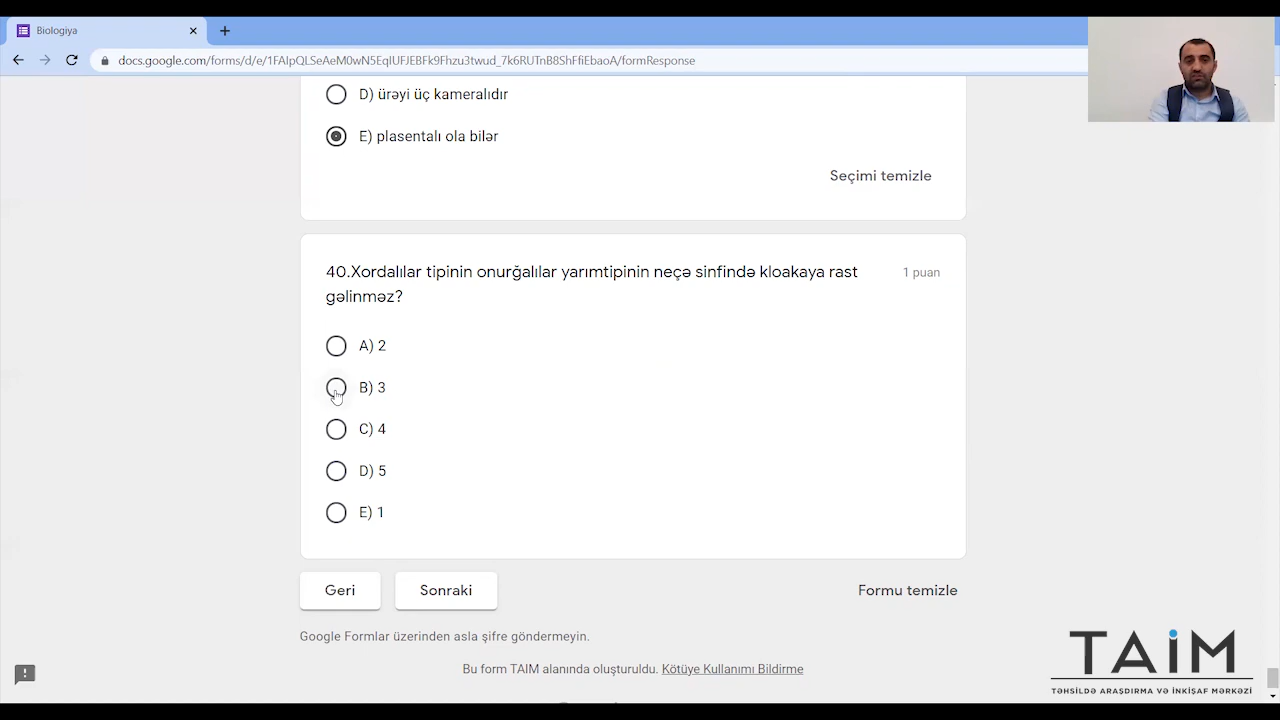 Biologiya
docs.google.com/forms/d/e/1FAIpQLSeAeM0wN5EqIUFJEBFk9Fhzu3twud_7k6RUTnB8ShFfiEbaoA/formResponse
D) ürəyi üç kameralıdır
E) plasentalı ola bilər
Seçimi temizle
40.Xordalılar tipinin onurğalılar yarımtipinin neçə sinfində kloakaya rast
gəlinməz?
1 puan
A) 2
B) 3
C) 4
D) 5
E) 1
Geri
Sonraki
Formu temizle
Google Formlar üzerinden asla şifre göndermeyin.
Bu form TAIM alanında oluşturuldu. Kötüye Kullanımı Bildirme
TAiM
TƏHSİLDƏ ARAŞDIRMA VƏ İNKİŞAF MƏRKƏZİ